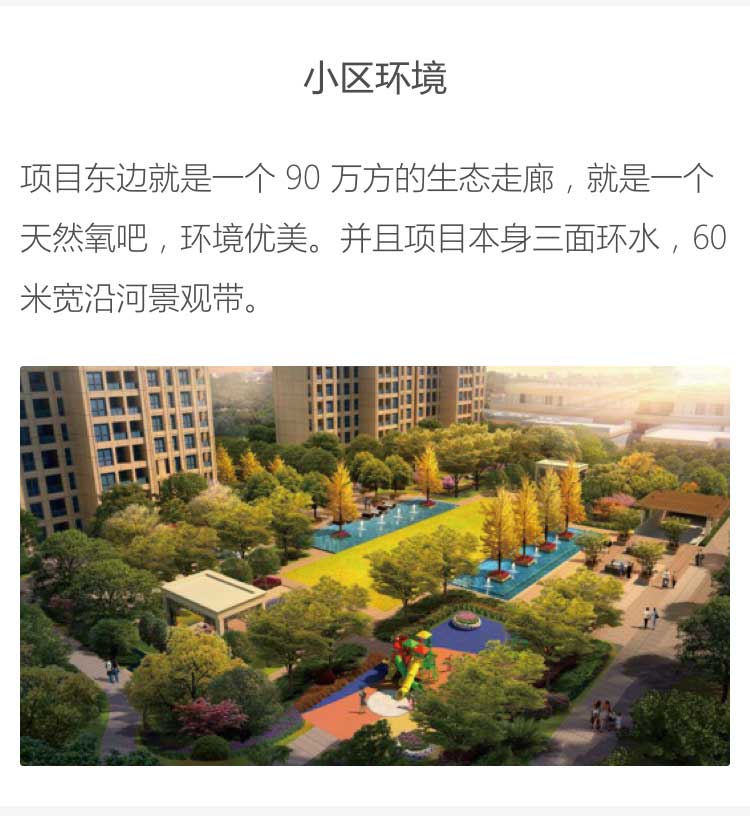 小区环境
项目东边就是一个 90 万方的生态走廊，就是一个
天然氧吧，环境优美。并且项目本身三面环水，60
米宽沿河景观带。